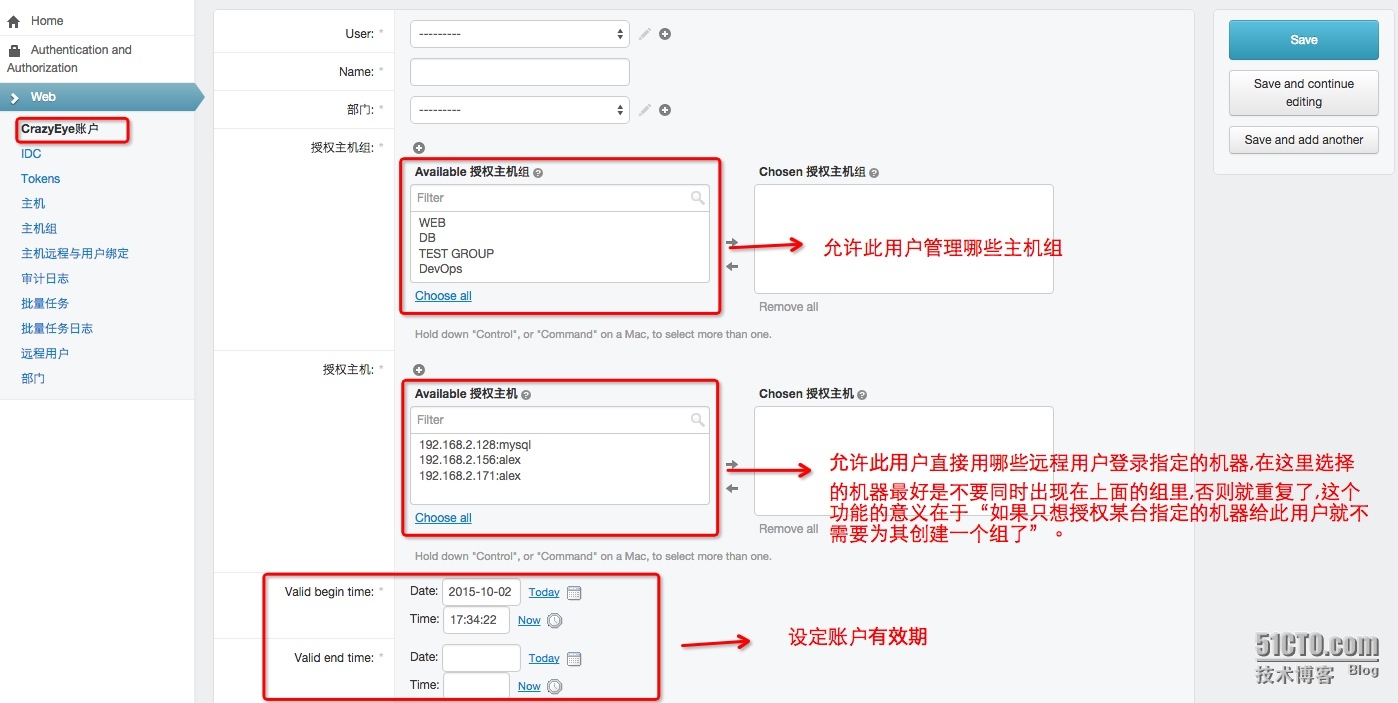 Home
Authentication and
Authorization
Web
CrazyEye账户
IDC
Tokens
主机
主机组
主机远程与用户绑定
审计日志
批量任务
批量任务日志
远程用户
部门
User: *
---------
Name: *
部门: *
---------
授权主机组: *
Available 授权主机组 ?
Filter
WEB
DB
TEST GROUP
DevOps
Choose all
Chosen 授权主机组 ?
允许此用户管理哪些主机组
Remove all
Hold down "Control", or "Command" on a Mac, to select more than one.
授权主机: *
Available 授权主机 ?
Filter
192.168.2.128:mysql
192.168.2.156:alex
192.168.2.171:alex
Choose all
Chosen 授权主机 ?
允许此用户直接用哪些远程用户登录指定的机器,在这里选择
的机器最好是不要同时出现在上面的组里,否则就重复了,这个
功能的意义在于“如果只想授权某台指定的机器给此用户就不
需要为其创建一个组了”。
Remove all
Hold down "Control", or "Command" on a Mac, to select more than one.
Valid begin time: *
Date: 2015-10-02 Today
Time: 17:34:22 Now
Valid end time: *
Date: Today
Time: Now
设定账户有效期
Save
Save and continue
editing
Save and add another
51CTO.com
技术博客 Blog